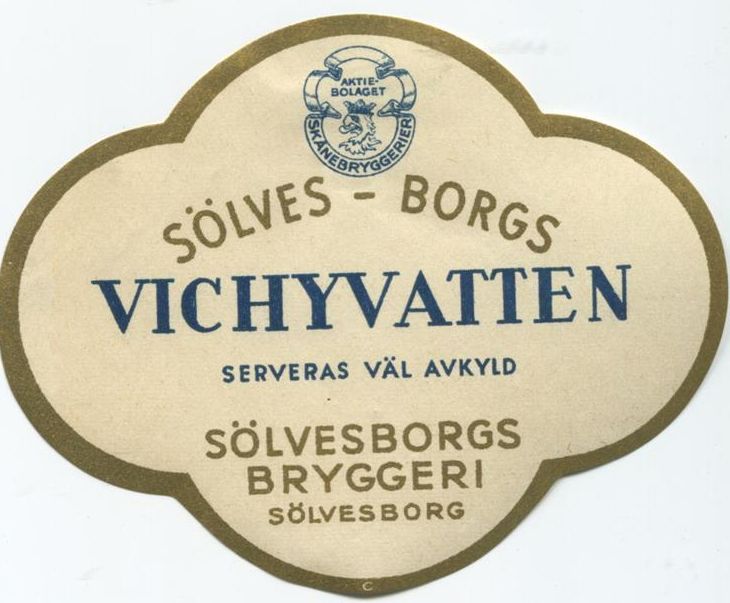 AKTIE-
BOLAGET
SKÅNEBRYGGERIER
SÖLVES - BORGS
VICHYVATTEN
SERVERAS VÄL AVKYLD
SÖLVESBORGS
BRYGGERI
SÖLVESBORG
C